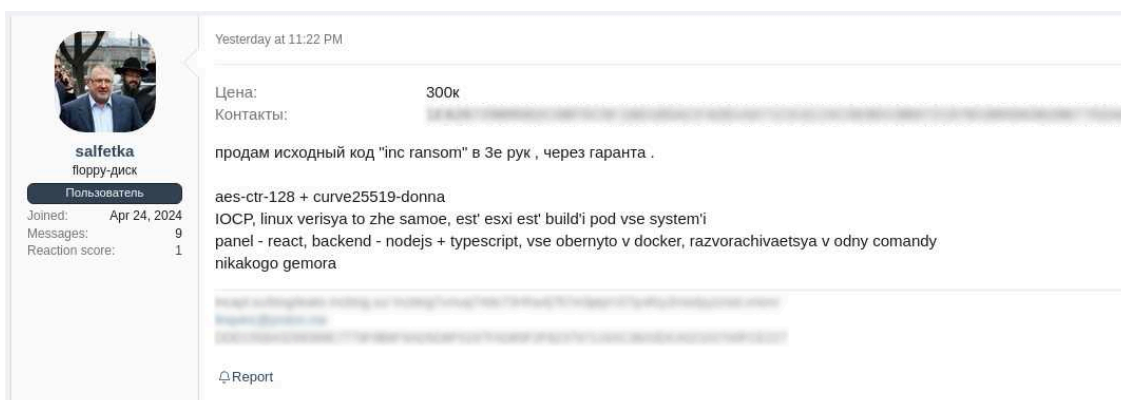 Yesterday at 11:22 PM
Цена: 300к
Контакты:
salfetka
floppy-диск
Пользователь
Joined: Apr 24, 2024
Messages: 9
Reaction score: 1
продам исходный код "inc ransom" в 3е рук , через гаранта .
aes-ctr-128 + curve25519-donna
IOCP, linux verisya to zhe samoe, est' esxi est' build'i pod vse system'i
panel - react, backend - nodejs + typescript, vse obernyto v docker, razvorachivaetsya v odny comandy
nikakogo gemora
Report